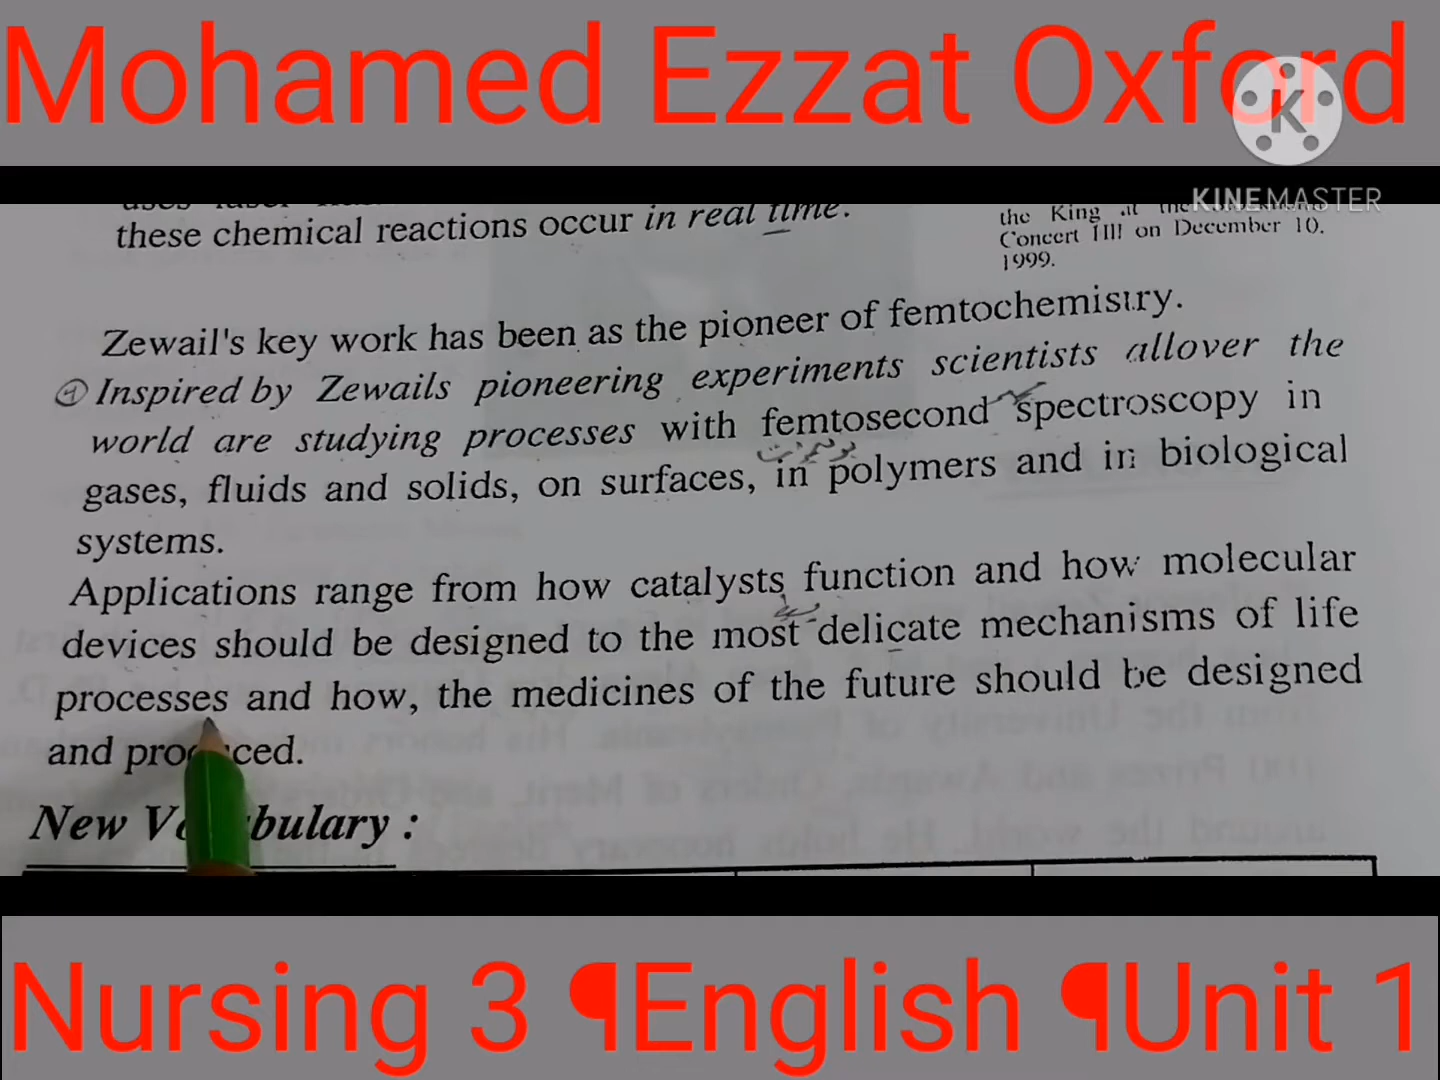 Mohamed Ezzat Oxford
K
KINEMASTER
these chemical reactions occur in real time.
the King at the
Concert Hall on December 10.
1999.
Zewail's key work has been as the pioneer of femtochemistry.
Inspired by Zewails pioneering experiments scientists allover the
world are studying processes with femtosecond spectroscopy in
gases, fluids and solids, on surfaces, in polymers and in biological
systems.
Applications range from how catalysts function and how molecular
devices should be designed to the most delicate mechanisms of life
processes and how, the medicines of the future should be designed
and produced.
New Vocabulary :
Nursing 3 ¶English ¶Unit 1